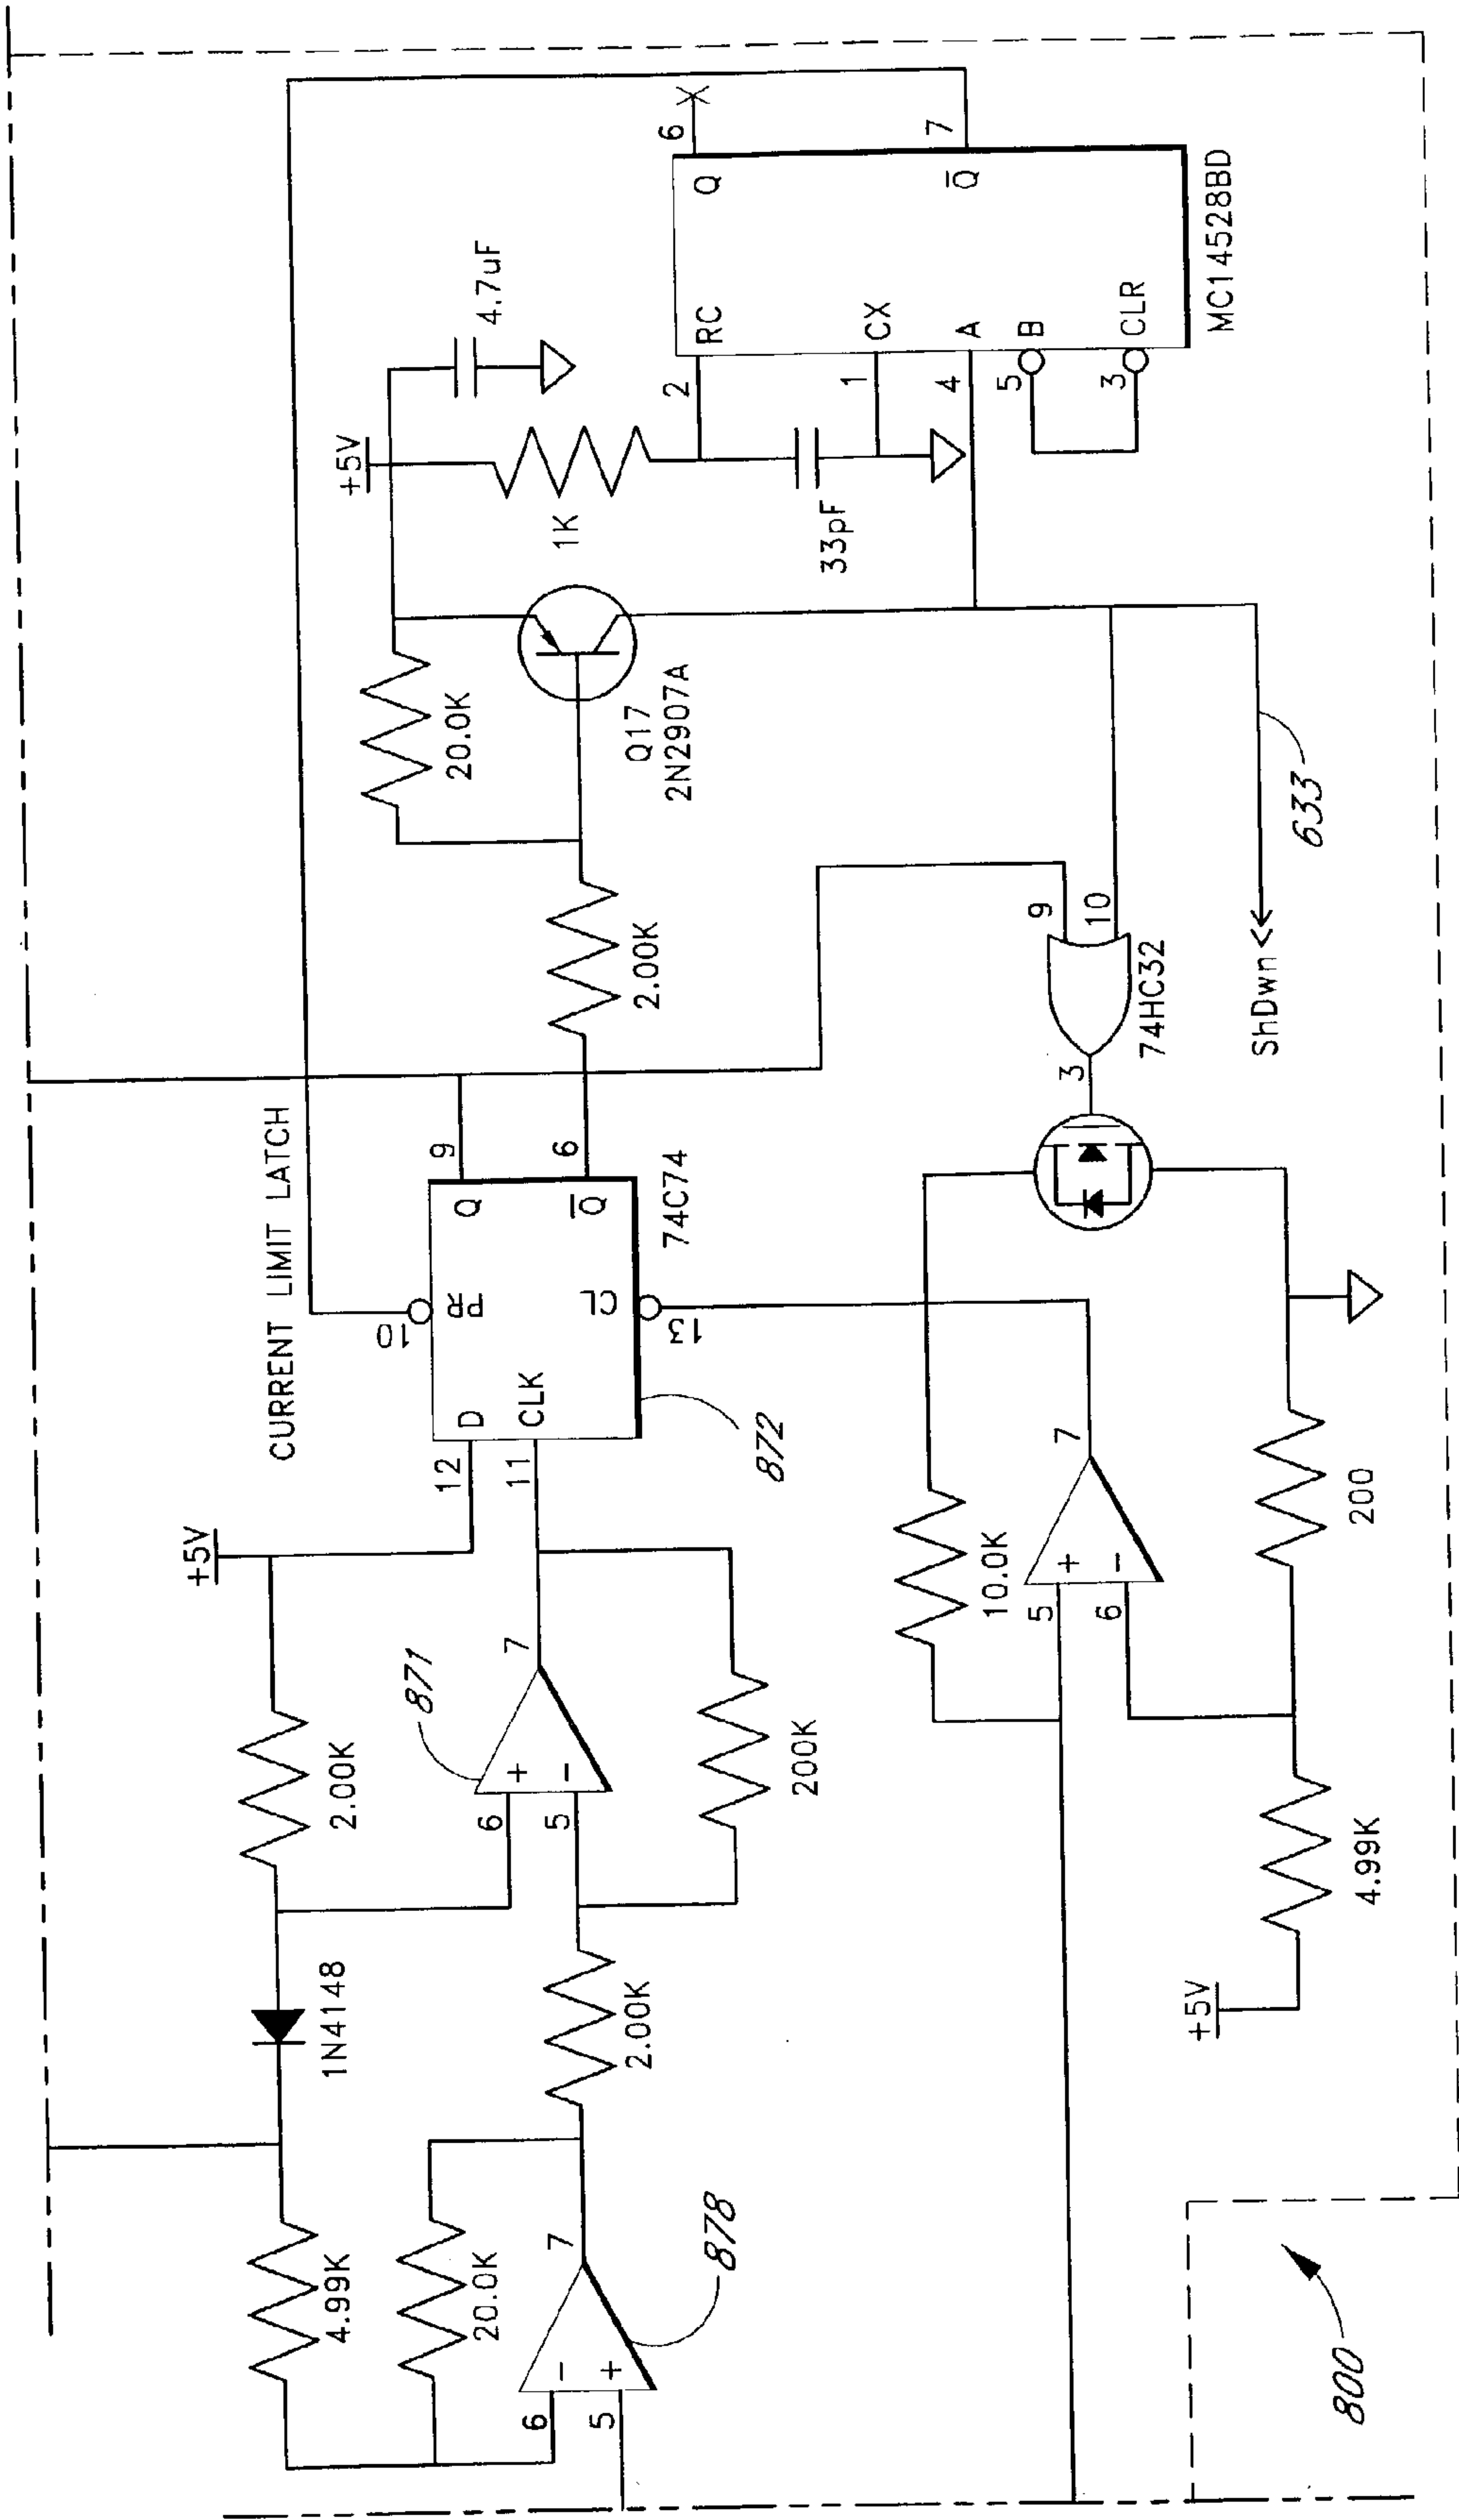 CURRENT LIMIT LATCH
+5V
2.00K
4.99K
1N4148
20.0K
878
6
5
7
-
+
2.00K
871
6
5
7
+
-
200K
12
11
D
CLK
10
PR
13
CL
Q
Q
9
6
74C74
872
2.00K
20.0K
Q17
2N2907A
+5V
4.7uF
1K
33pF
2
1
4
5
3
RC
CX
A
B
CLR
Q
Q
6
7
X
MC14528BD
9
10
3
74HC32
ShDwn <<
633
10.0K
5
6
7
+
-
200
4.99K
+5V
800